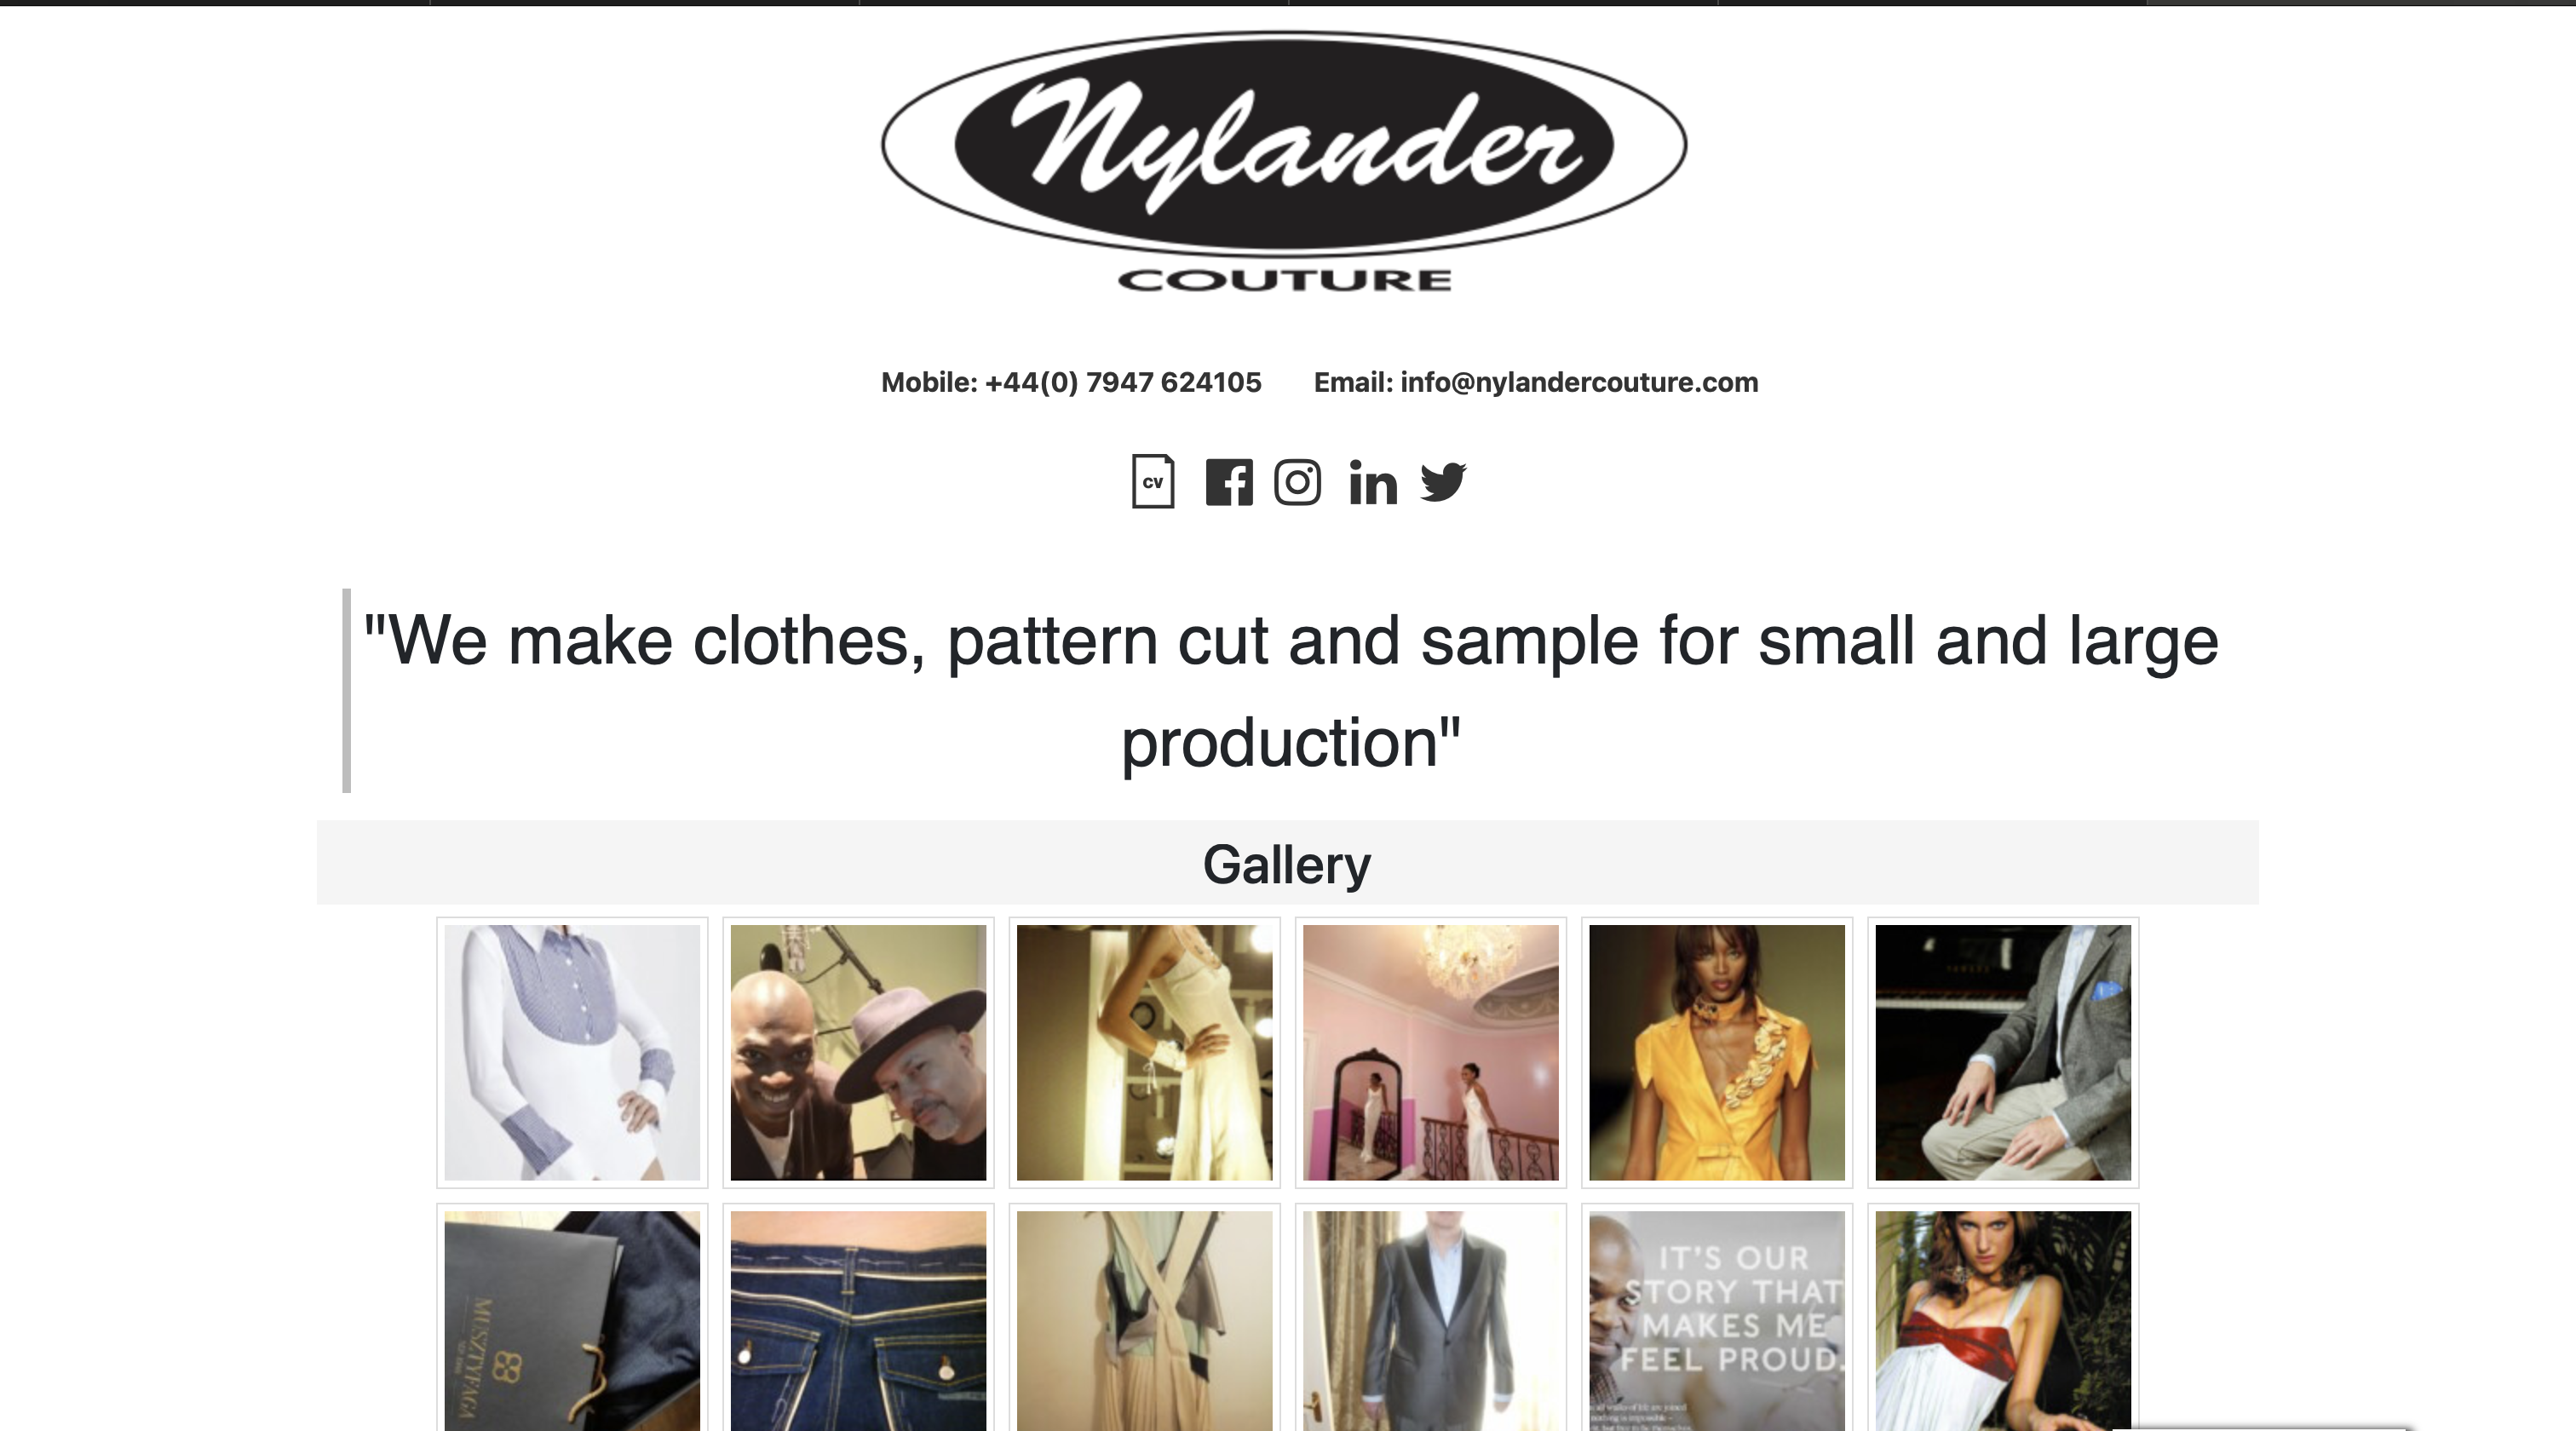 Nylander
COUTURE
Mobile: +44(0) 7947 624105 Email: info@nylandercouture.com
cv
"We make clothes, pattern cut and sample for small and large
production"
Gallery
MUSZTYFAGA
IT'S OUR
STORY THAT
MAKES ME
FEEL PROUD.